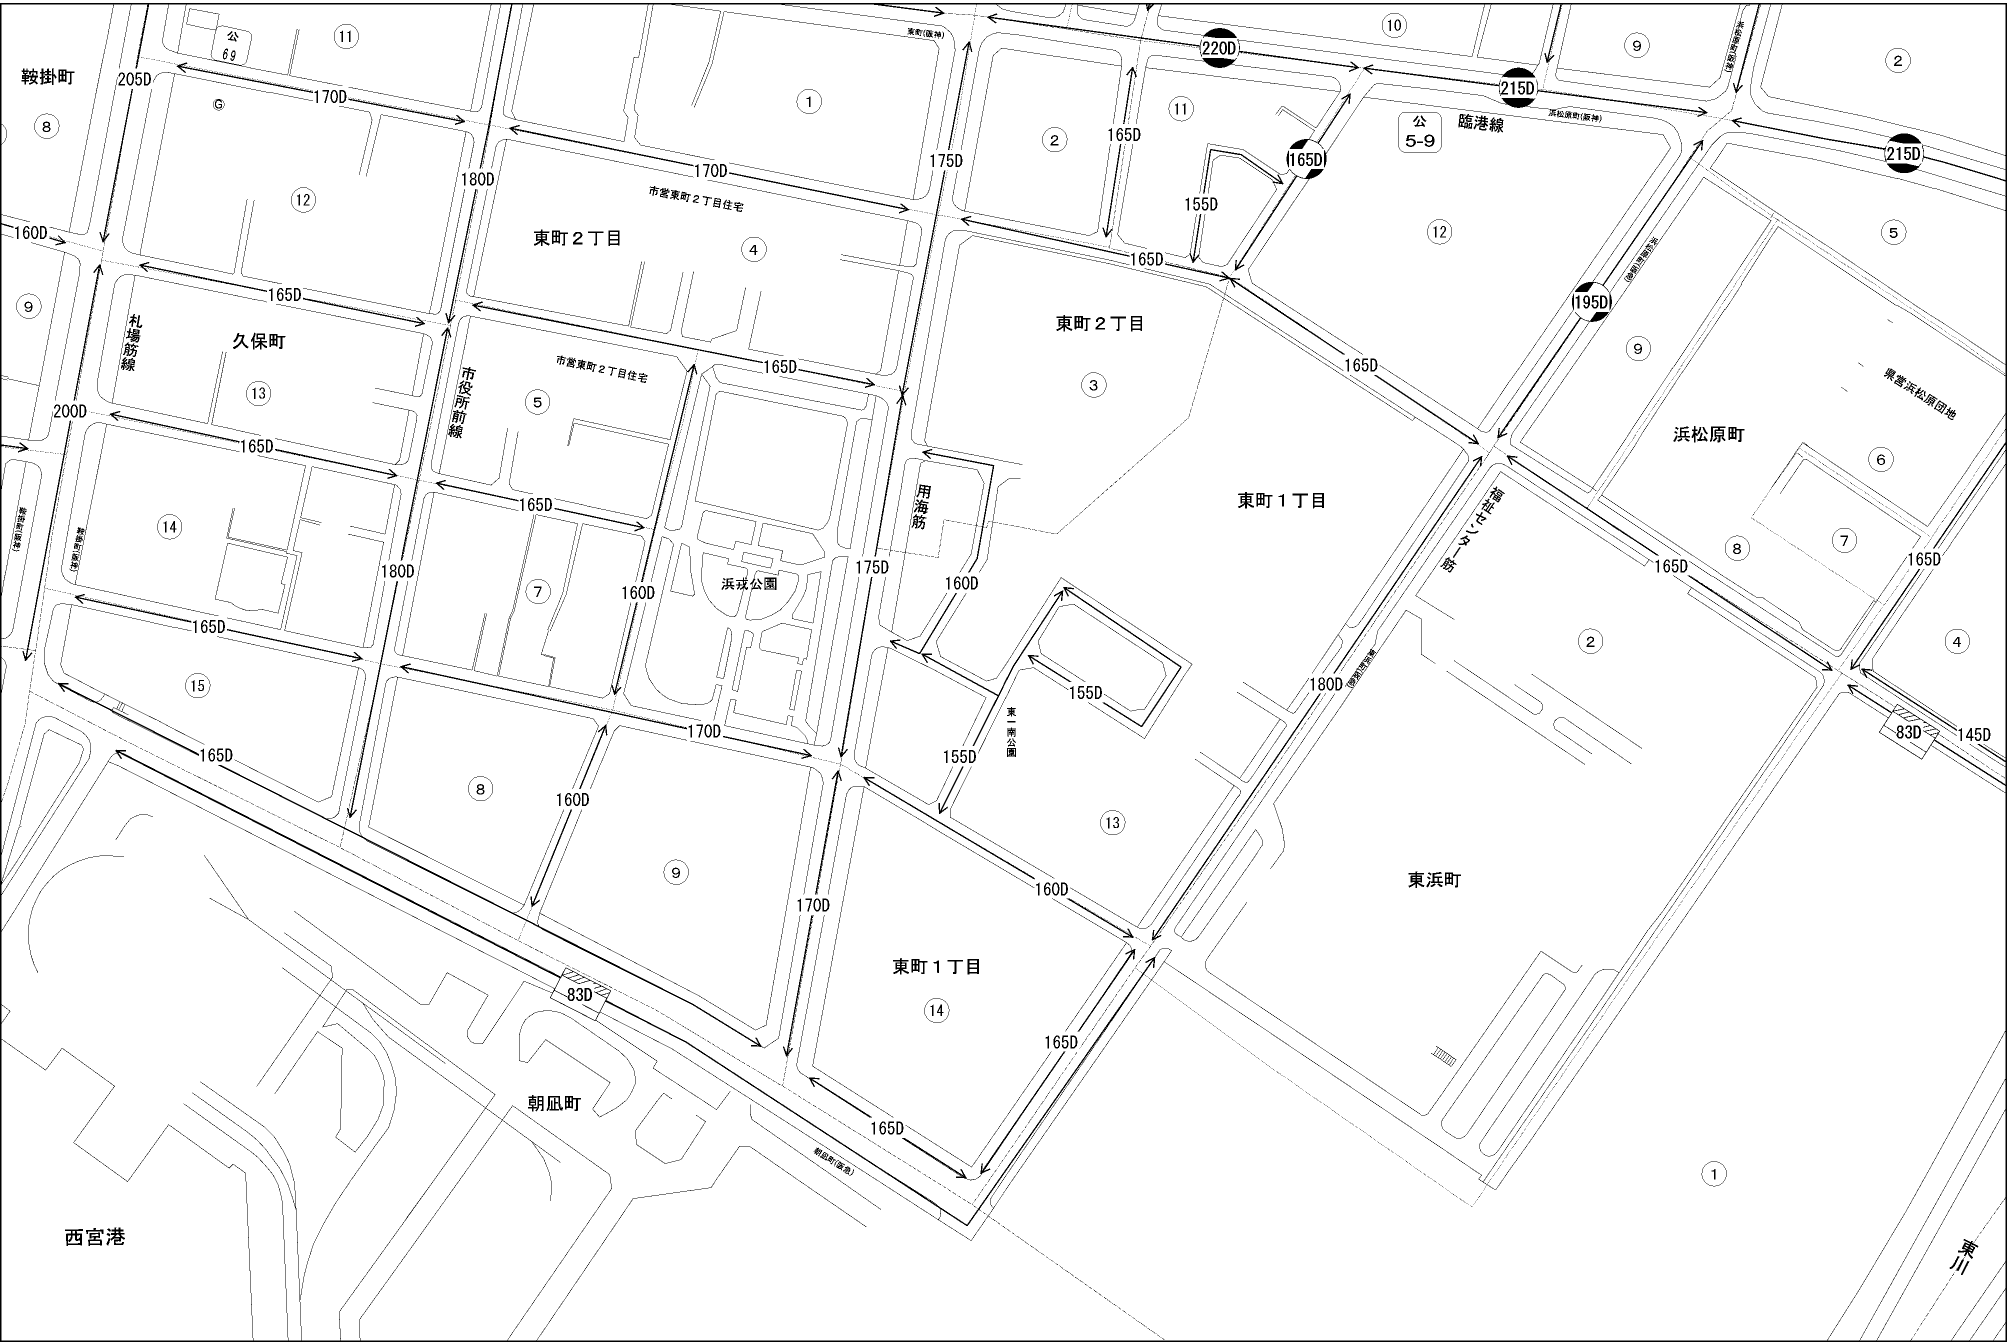 公
69
11
10
9
2
鞍掛町
8
205D
170D
G
1
東町(阪神)
220D
215D
浜松原町(阪神)
浜松原町(阪神)
公
5-9
臨港線
215D
12
180D
170D
175D
2
165D
11
165D
155D
12
5
160D
市営東町2丁目住宅
東町2丁目
4
165D
9
165D
札場筋線
久保町
13
200D
165D
市役所前線
市営東町2丁目住宅
5
165D
東町2丁目
3
165D
195D
9
県営浜松原団地
浜松原町
6
14
165D
用海筋
東町1丁目
福祉センター筋
8
7
165D
165D
180D
7
160D
浜戎公園
175D
160D
165D
15
165D
170D
155D
東一南公園
155D
180D
2
4
83D
145D
165D
8
160D
9
170D
160D
13
東浜町
83D
東町1丁目
14
165D
165D
朝凪町
朝凪町(阪急)
1
西宮港
東川